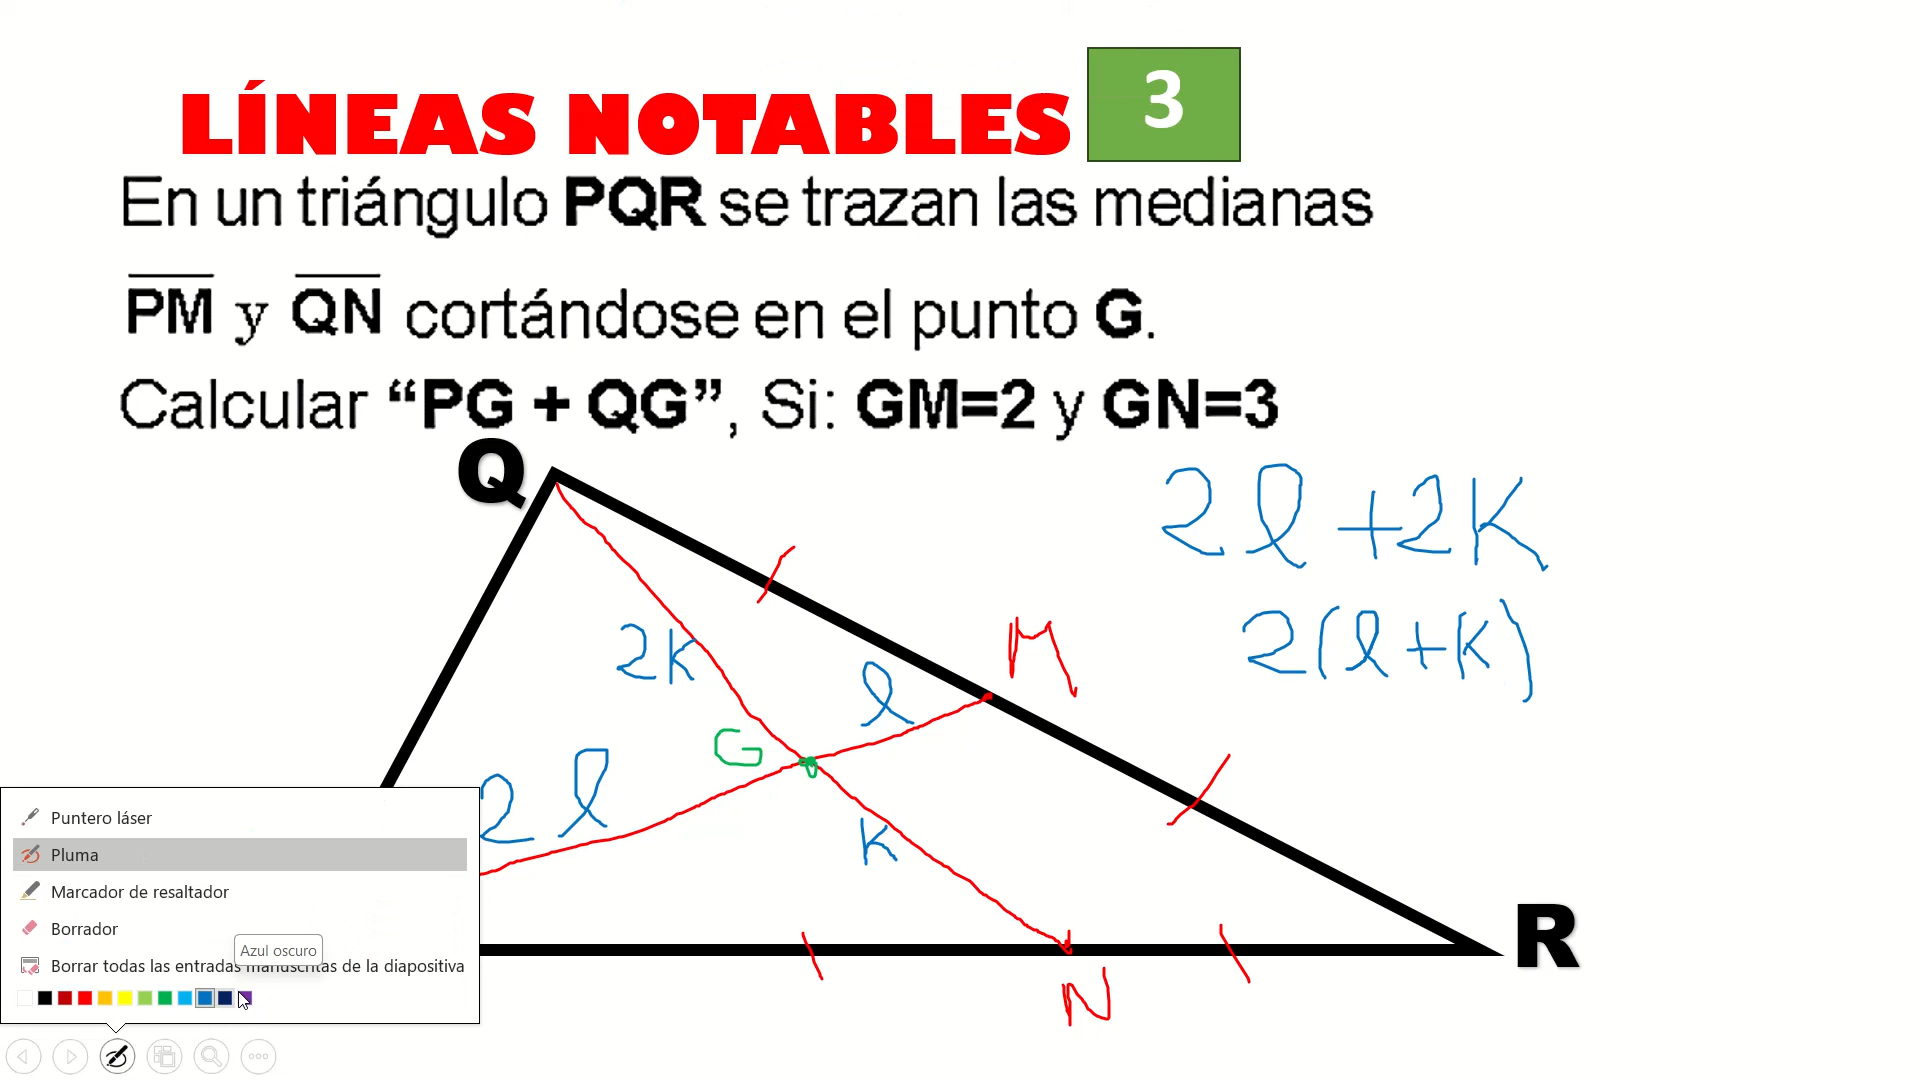 LÍNEAS NOTABLES 3
En un triángulo PQR se trazan las medianas
PM y QN cortándose en el punto G.
Calcular “PG + QG”, Si: GM=2 y GN=3
Q
2l+2K
2(l+K)
M
2K
l
G
2l
K
R
N
Puntero láser
Pluma
Marcador de resaltador
Borrador
Azul oscuro
Borrar todas las entradas manuscritas de la diapositiva